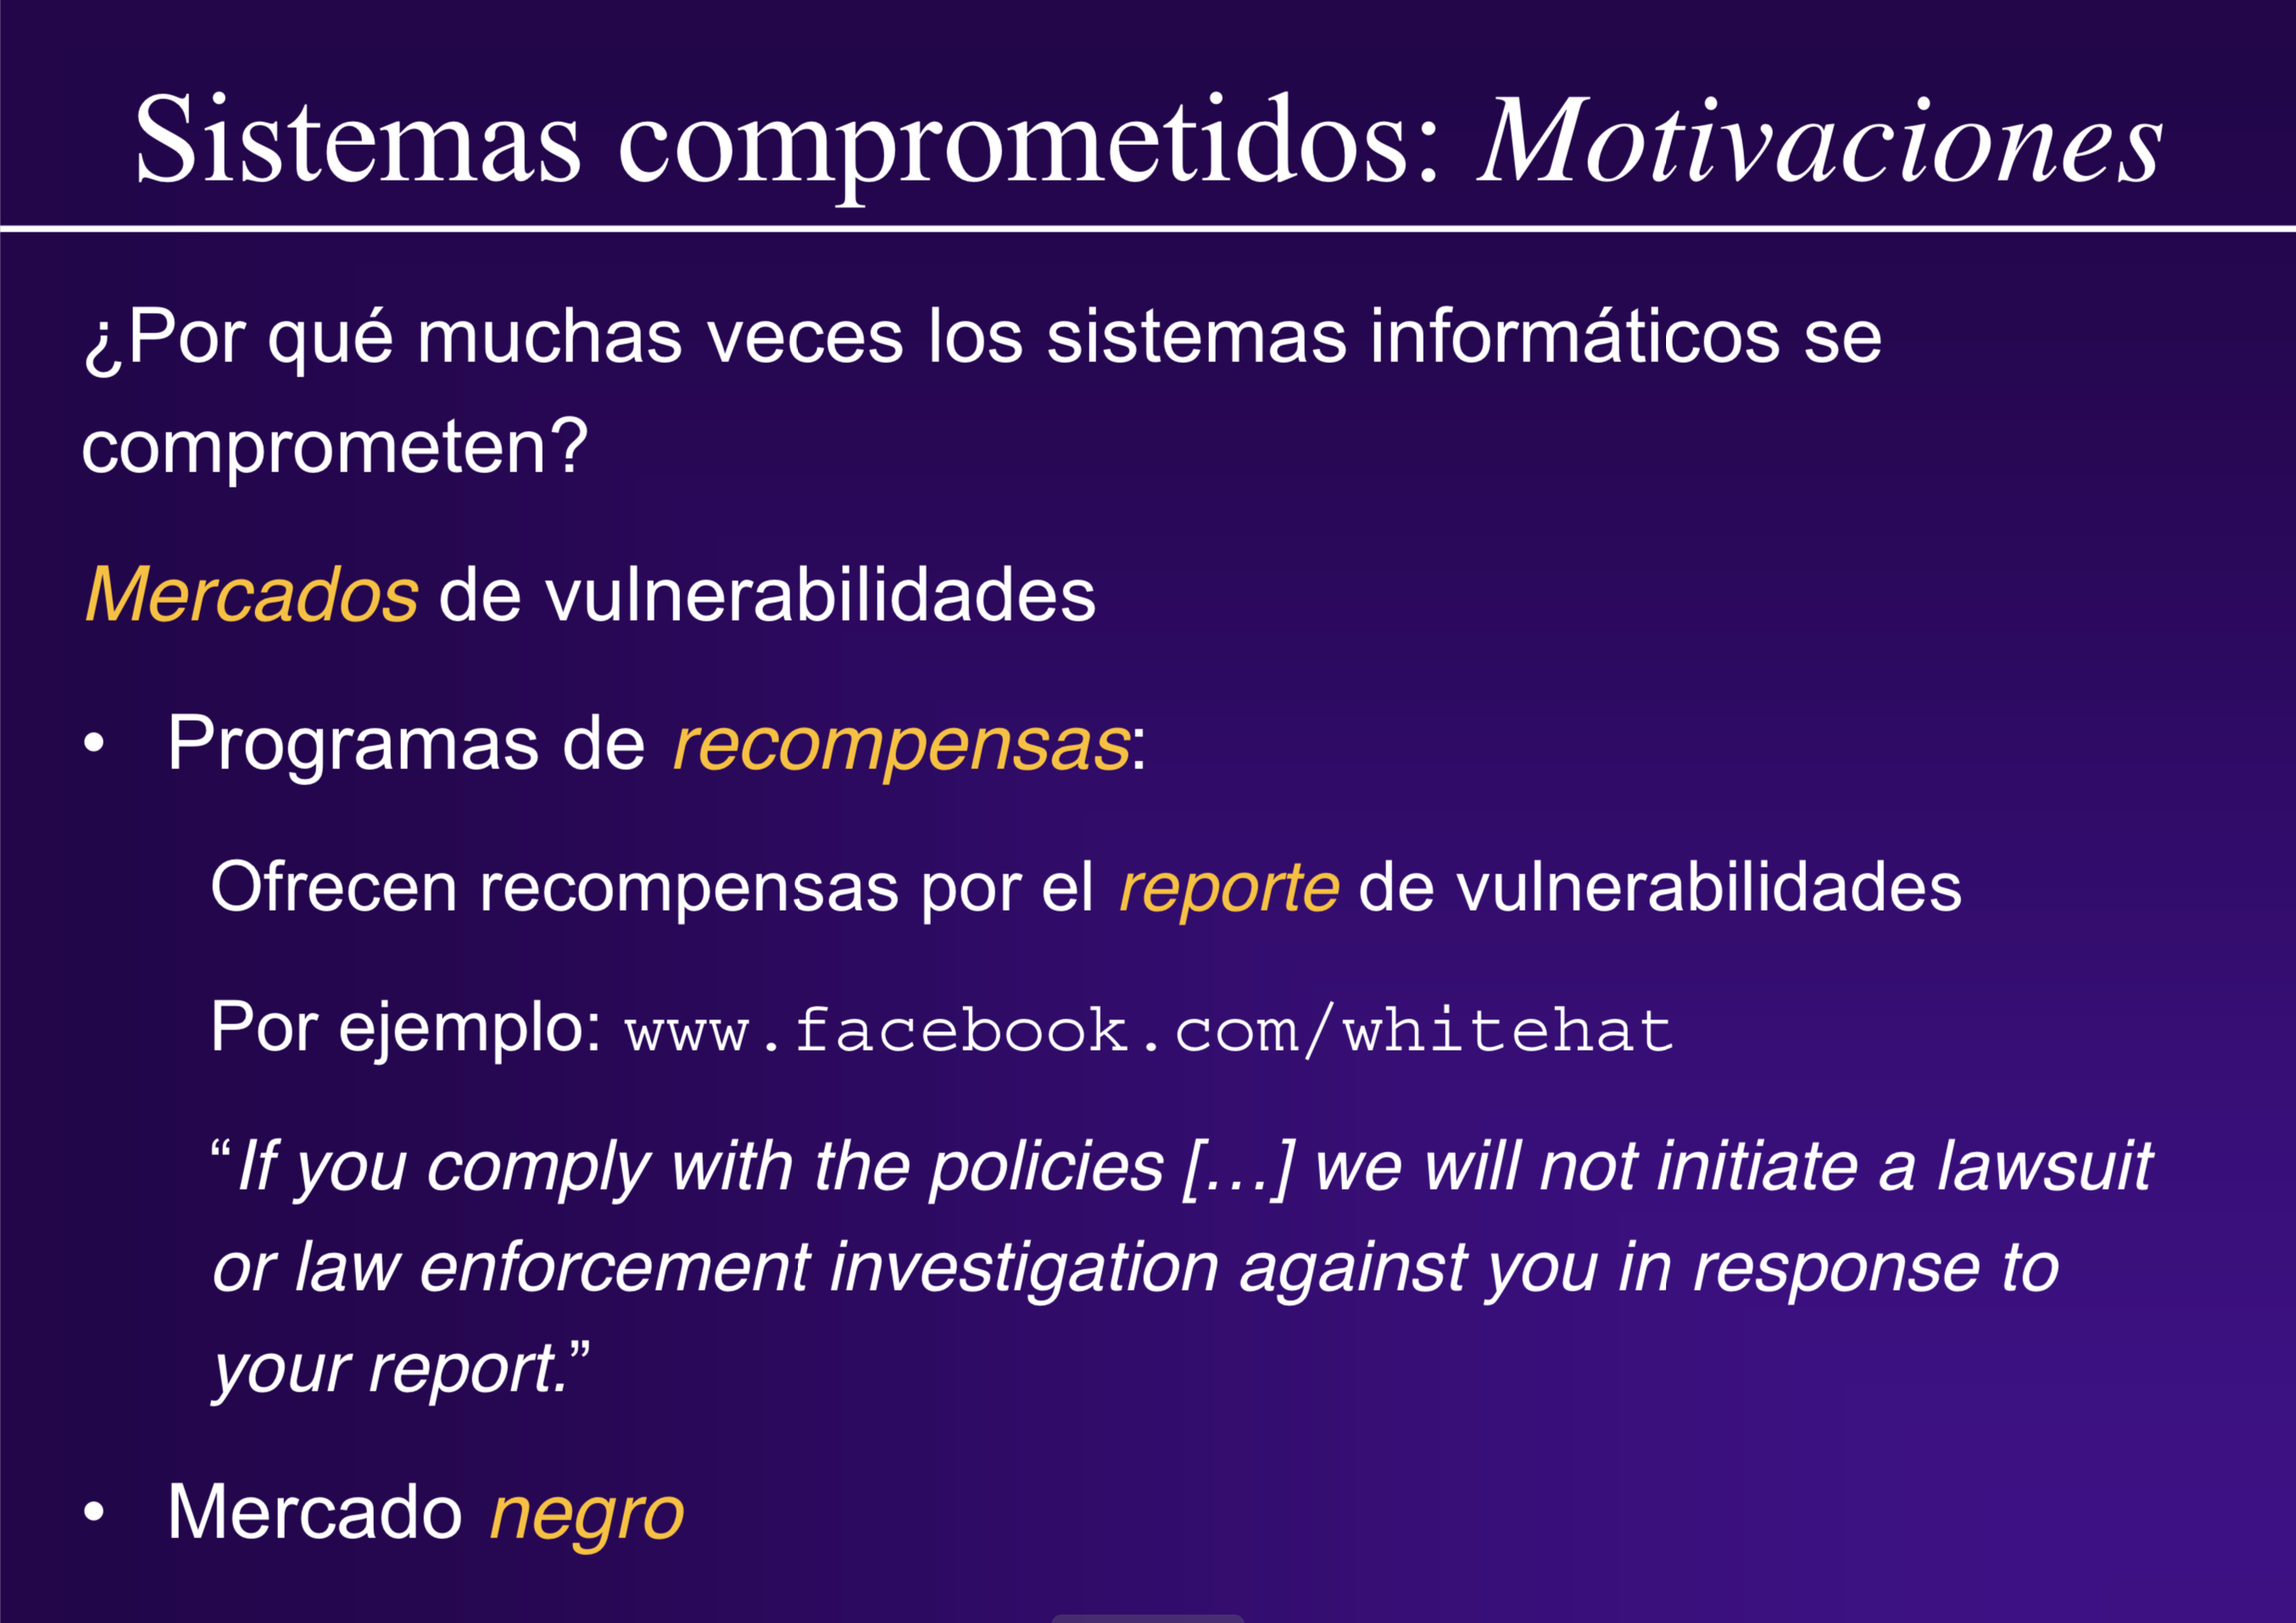 Sistemas comprometidos: Motivaciones
¿Por qué muchas veces los sistemas informáticos se
comprometen?
Mercados de vulnerabilidades
• Programas de recompensas:
Ofrecen recompensas por el reporte de vulnerabilidades
Por ejemplo: www.facebook.com/whitehat
“If you comply with the policies [...] we will not initiate a lawsuit
or law enforcement investigation against you in response to
your report.”
• Mercado negro